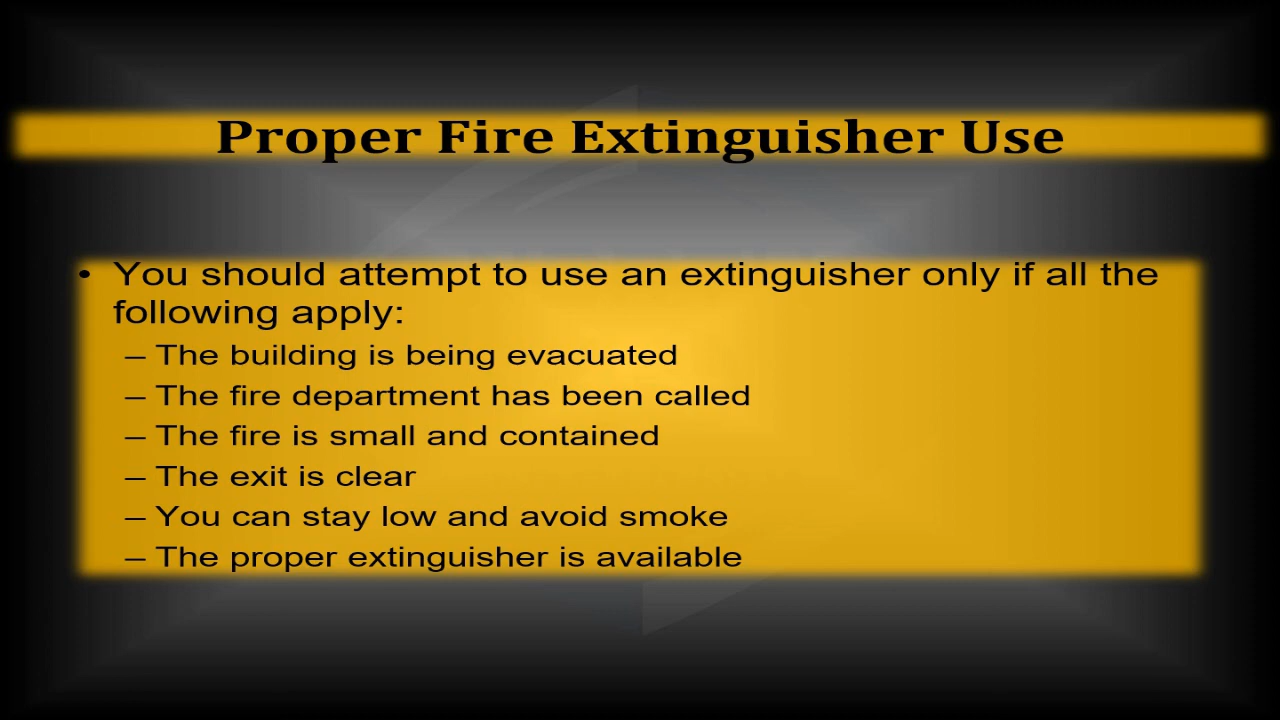 Proper Fire Extinguisher Use
• You should attempt to use an extinguisher only if all the
following apply:
– The building is being evacuated
– The fire department has been called
– The fire is small and contained
– The exit is clear
– You can stay low and avoid smoke
– The proper extinguisher is available